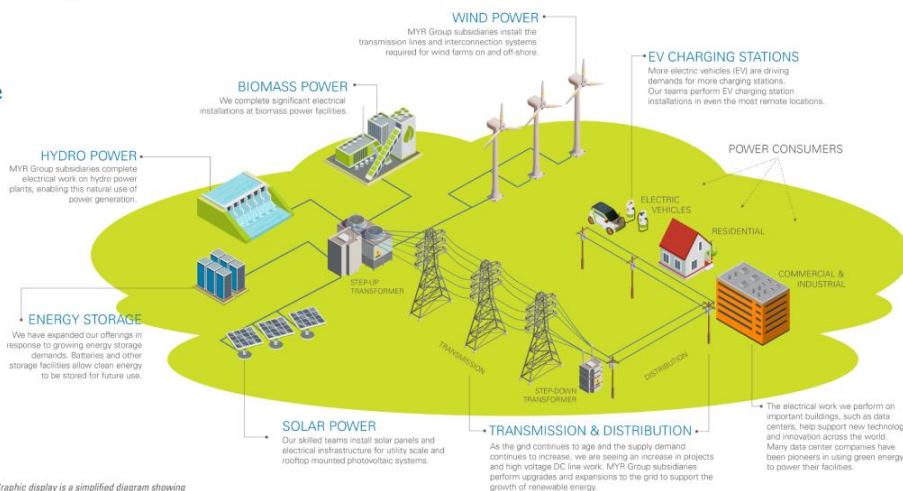 WIND POWER
MYR Group subsidiaries install the
transmission lines and interconnection systems
required for wind farms on and off-shore.
EV CHARGING STATIONS
More electric vehicles (EV) are driving
demands for more charging stations.
Our teams perform EV charging station
installations in even the most remote locations.
BIOMASS POWER
We complete significant electrical
installations at biomass power facilities.
HYDRO POWER
MYR Group subsidiaries complete
electrical work on hydro power
plants, enabling this natural use of
power generation.
POWER CONSUMERS
ELECTRIC
VEHICLES
RESIDENTIAL
COMMERCIAL &
INDUSTRIAL
STEP-UP
TRANSFORMER
ENERGY STORAGE
We have expanded our offerings in
response to growing energy storage
demands. Batteries and other
storage facilities allow clean energy
to be stored for future use.
TRANSMISSION
STEP-DOWN
TRANSFORMER
DISTRIBUTION
SOLAR POWER
Our skilled teams install solar panels and
electrical insfrastructure for utility scale and
rooftop mounted photovoltaic systems.
TRANSMISSION & DISTRIBUTION
As the grid continues to age and the supply demand
continues to increase, we are seeing an increase in projects
and high voltage DC line work. MYR Group subsidiaries
perform upgrades and expansions to the grid to support the
growth of renewable energy.
The electrical work we perform on
important buildings, such as data
centers, help support new technolog
and innovation across the world.
Many data center companies have
been pioneers in using green energy
to power their facilities.
Graphic display is a simplified diagram showing